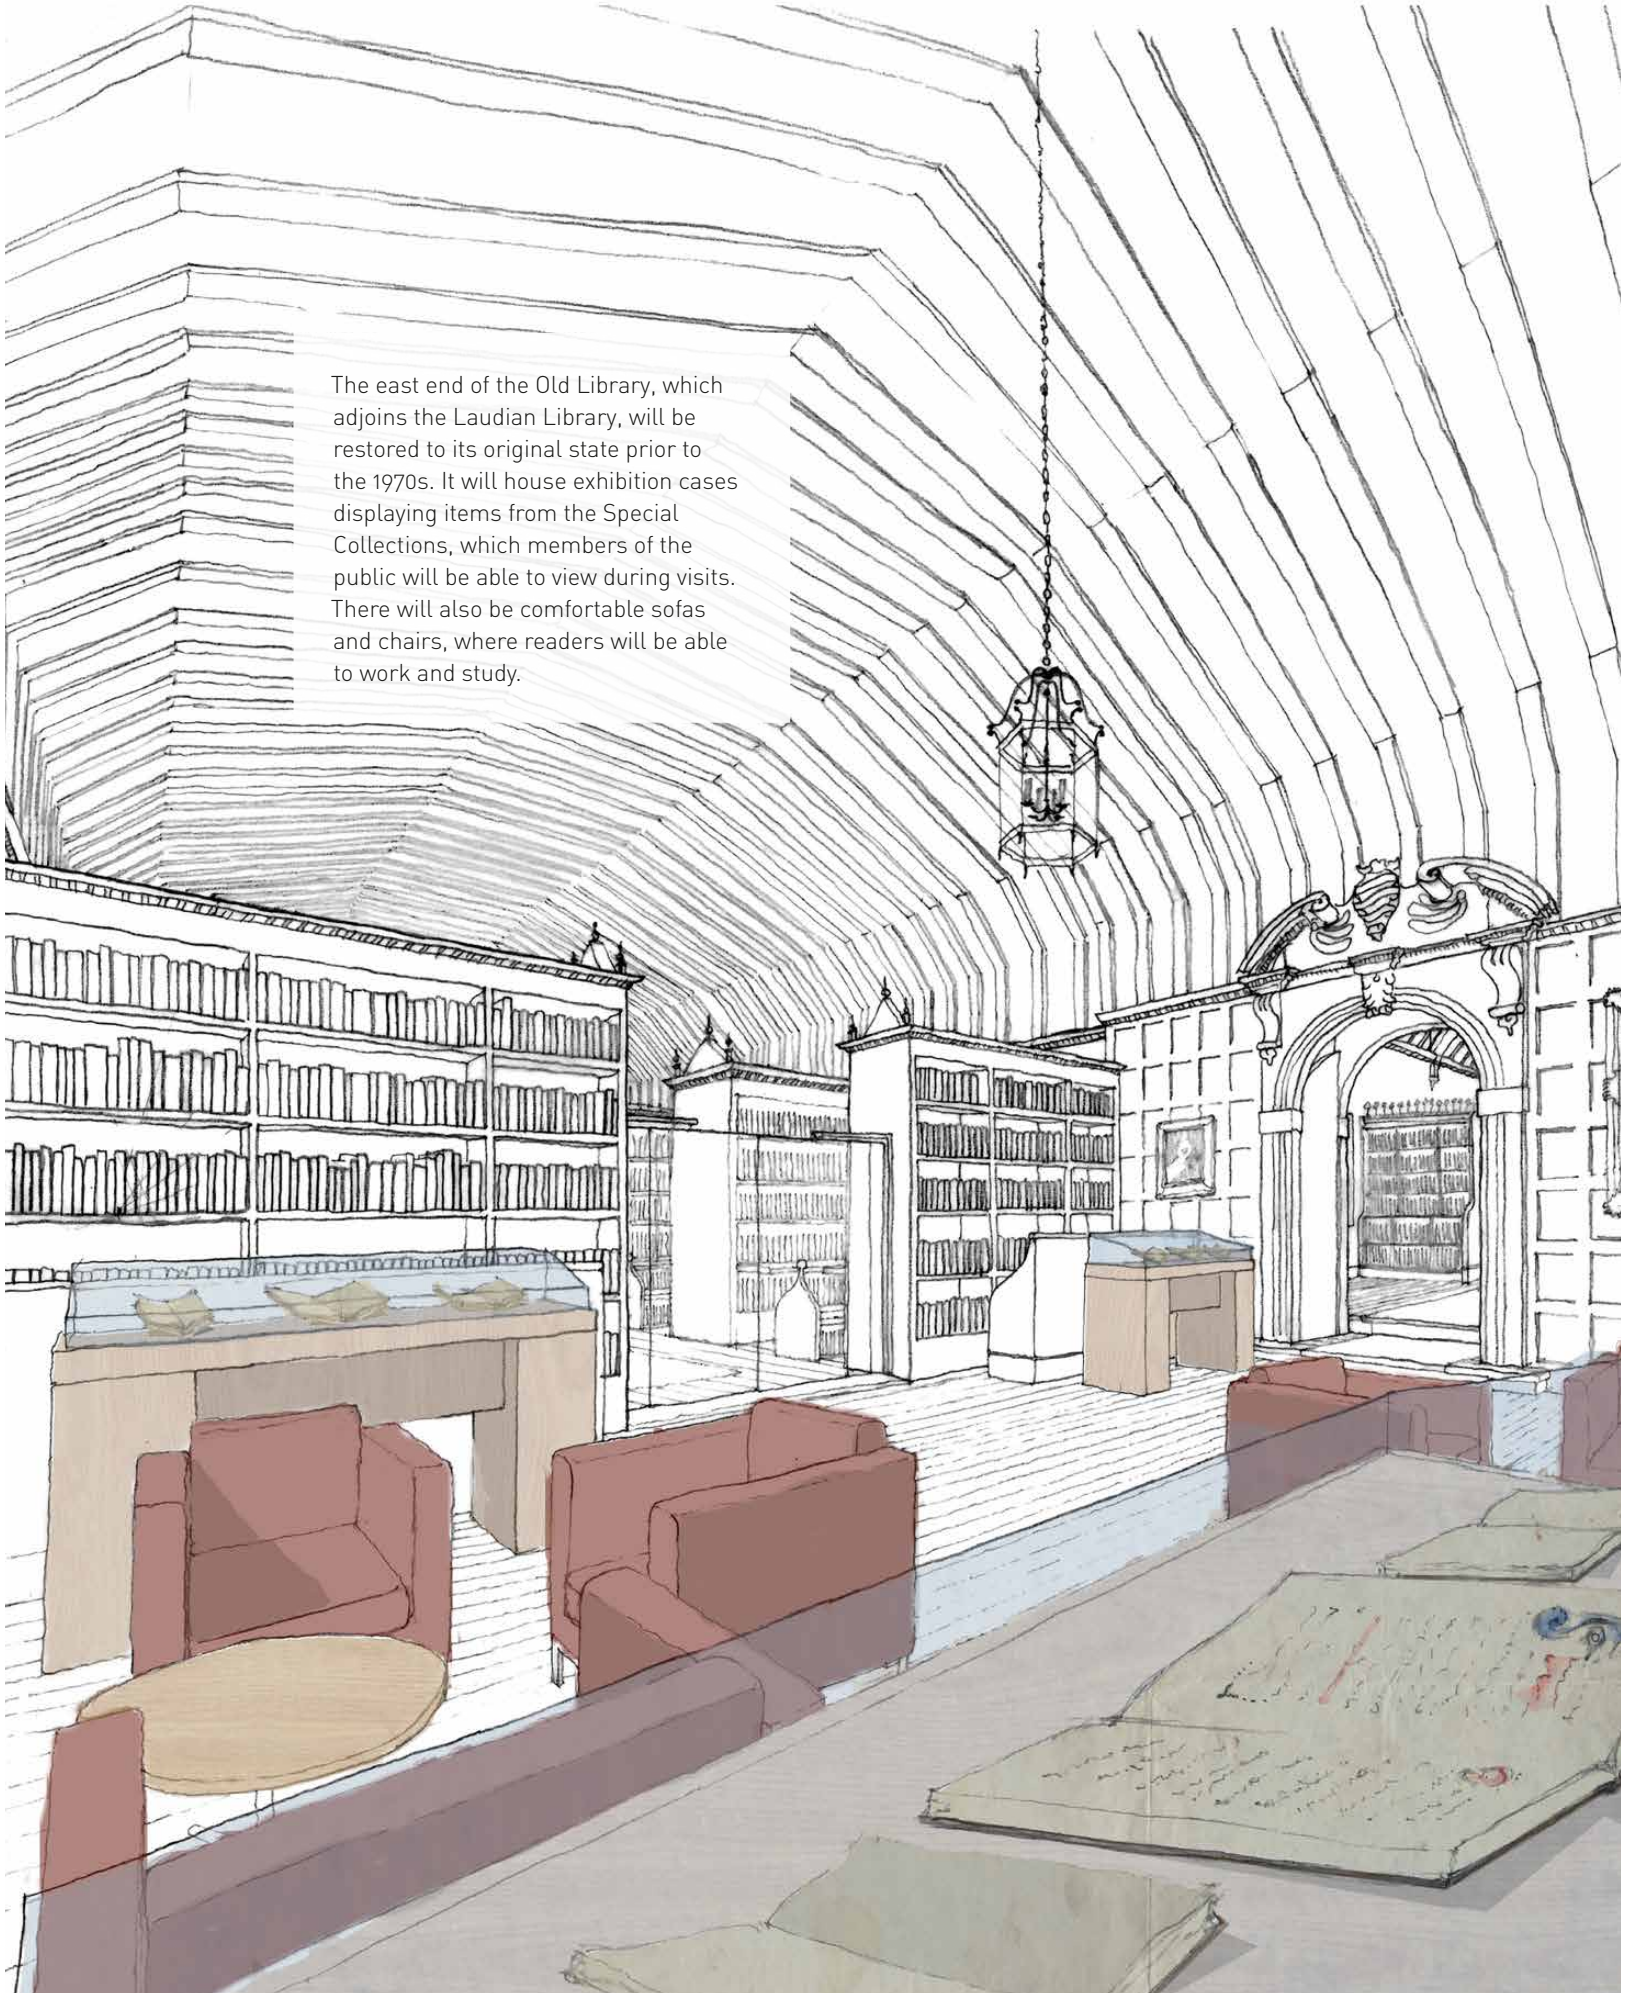 The east end of the Old Library, which
adjoins the Laudian Library, will be
restored to its original state prior to
the 1970s. It will house exhibition cases
displaying items from the Special
Collections, which members of the
public will be able to view during visits.
There will also be comfortable sofas
and chairs, where readers will be able
to work and study.